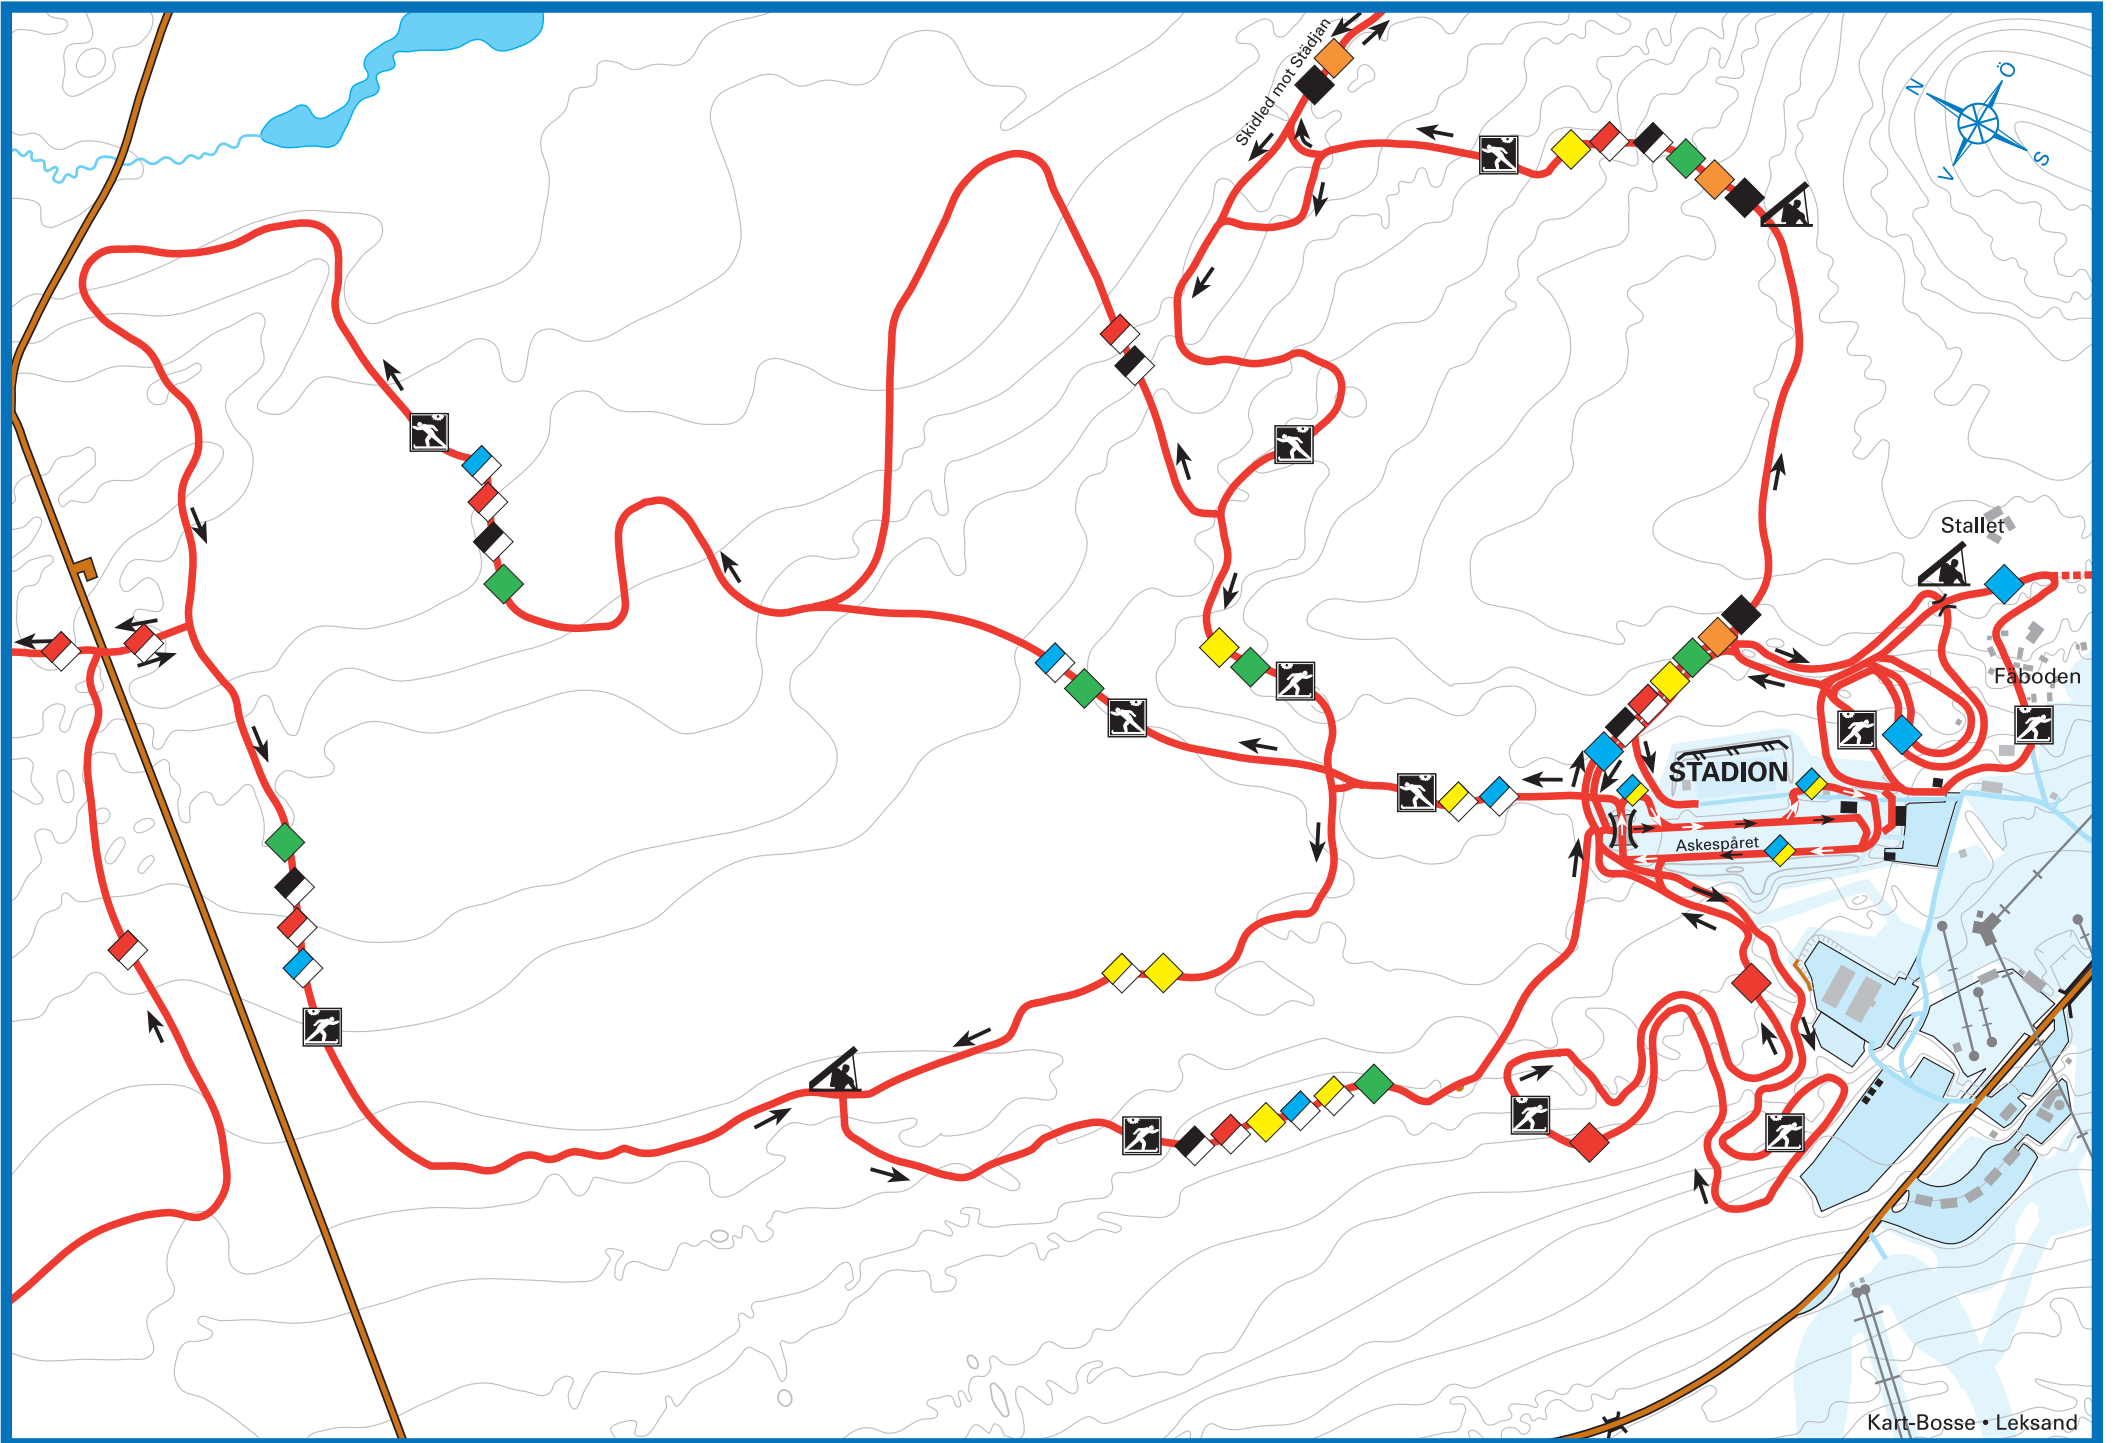 Skidled mot Städjan
N
Ö
V
S
Stallet
Fäboden
STADION
Askespåret
Kart-Bosse • Leksand